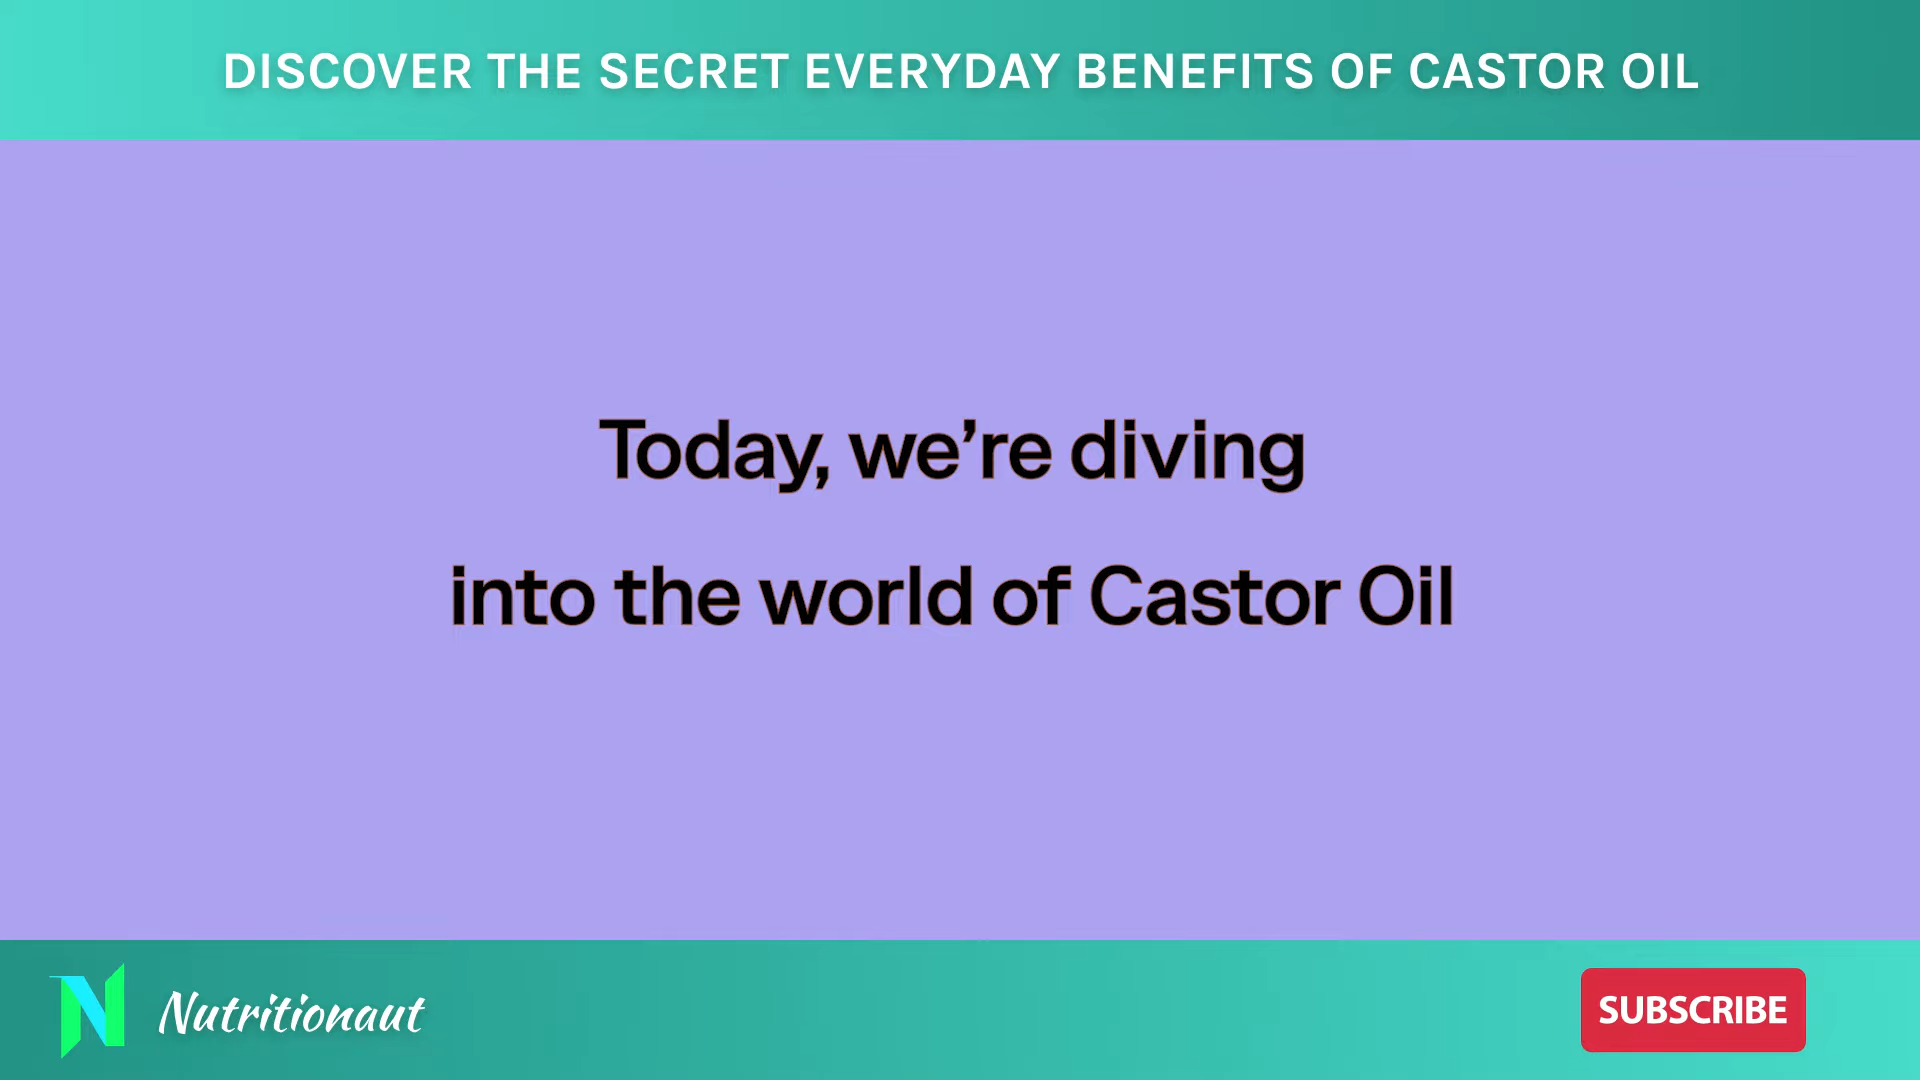 DISCOVER THE SECRET EVERYDAY BENEFITS OF CASTOR OIL
Today, we’re diving
into the world of Castor Oil
N Nutritionaut
SUBSCRIBE